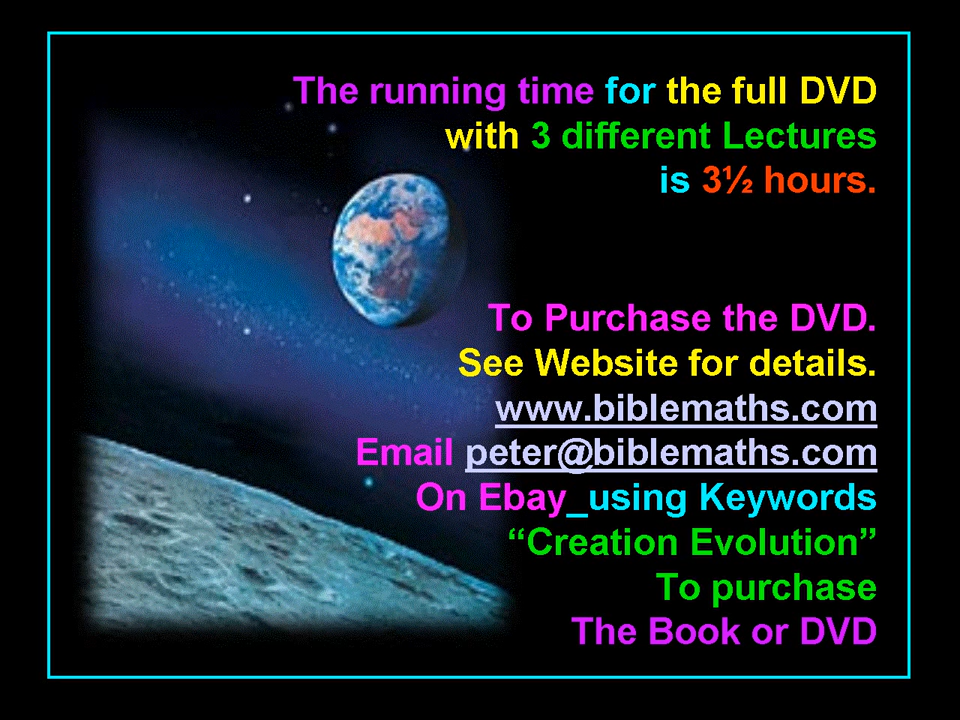 The running time for the full DVD
with 3 different Lectures
is 3½ hours.
To Purchase the DVD.
See Website for details.
www.biblemaths.com
Email peter@biblemaths.com
On Ebay_using Keywords
“Creation Evolution”
To purchase
The Book or DVD